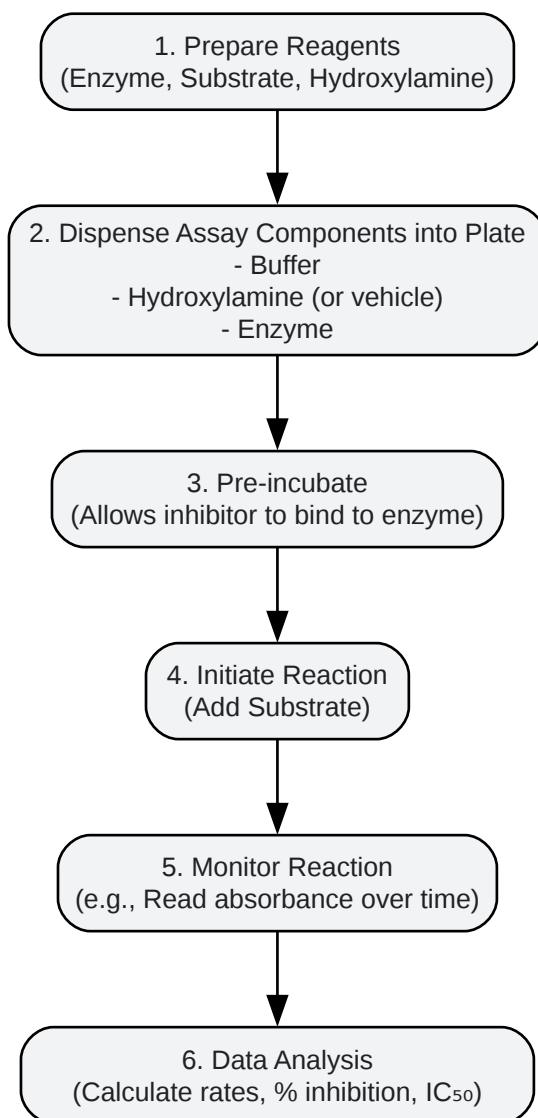 1. Prepare Reagents
(Enzyme, Substrate, Hydroxylamine)
2. Dispense Assay Components into Plate
- Buffer
- Hydroxylamine (or vehicle)
- Enzyme
3. Pre-incubate
(Allows inhibitor to bind to enzyme)
4. Initiate Reaction
(Add Substrate)
5. Monitor Reaction
(e.g., Read absorbance over time)
6. Data Analysis
(Calculate rates, % inhibition, IC₅₀)